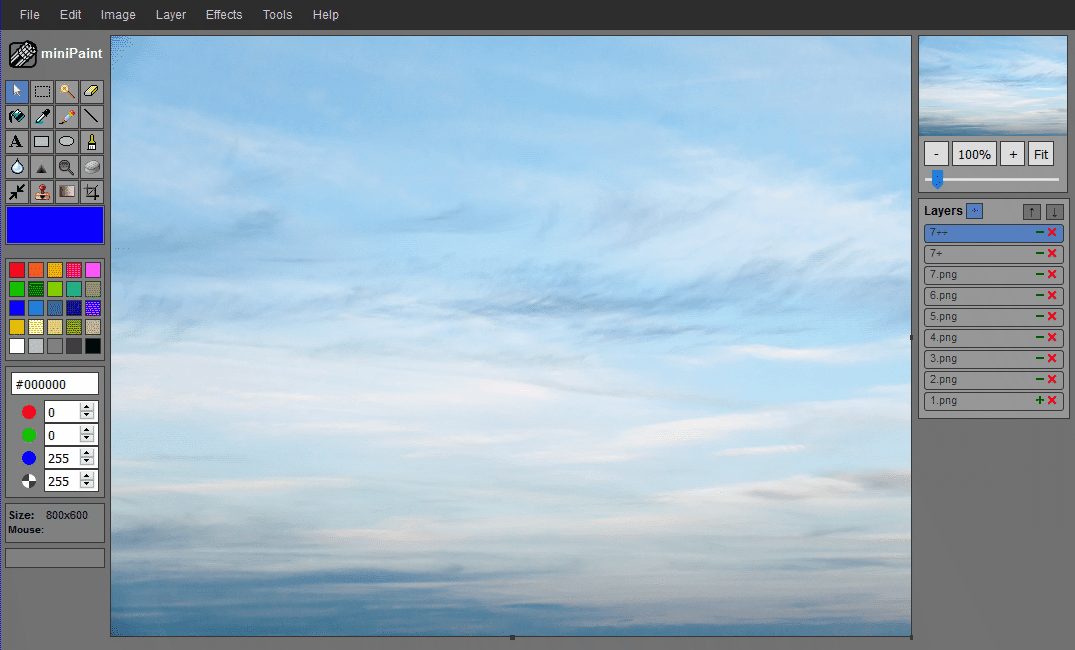 File Edit Image Layer Effects Tools Help
miniPaint
A
#000000
0
0
255
255
Size: 800x600
Mouse:
- 100% + Fit
Layers
7++
7+
7.png
6.png
5.png
4.png
3.png
2.png
1.png